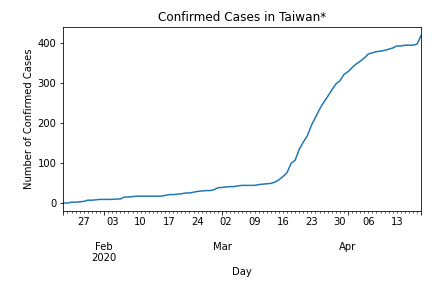 Confirmed Cases in Taiwan*
Number of Confirmed Cases
400
300
200
100
0
27 03 10 17 24 02 09 16 23 30 06 13
Feb Mar Apr
2020
Day